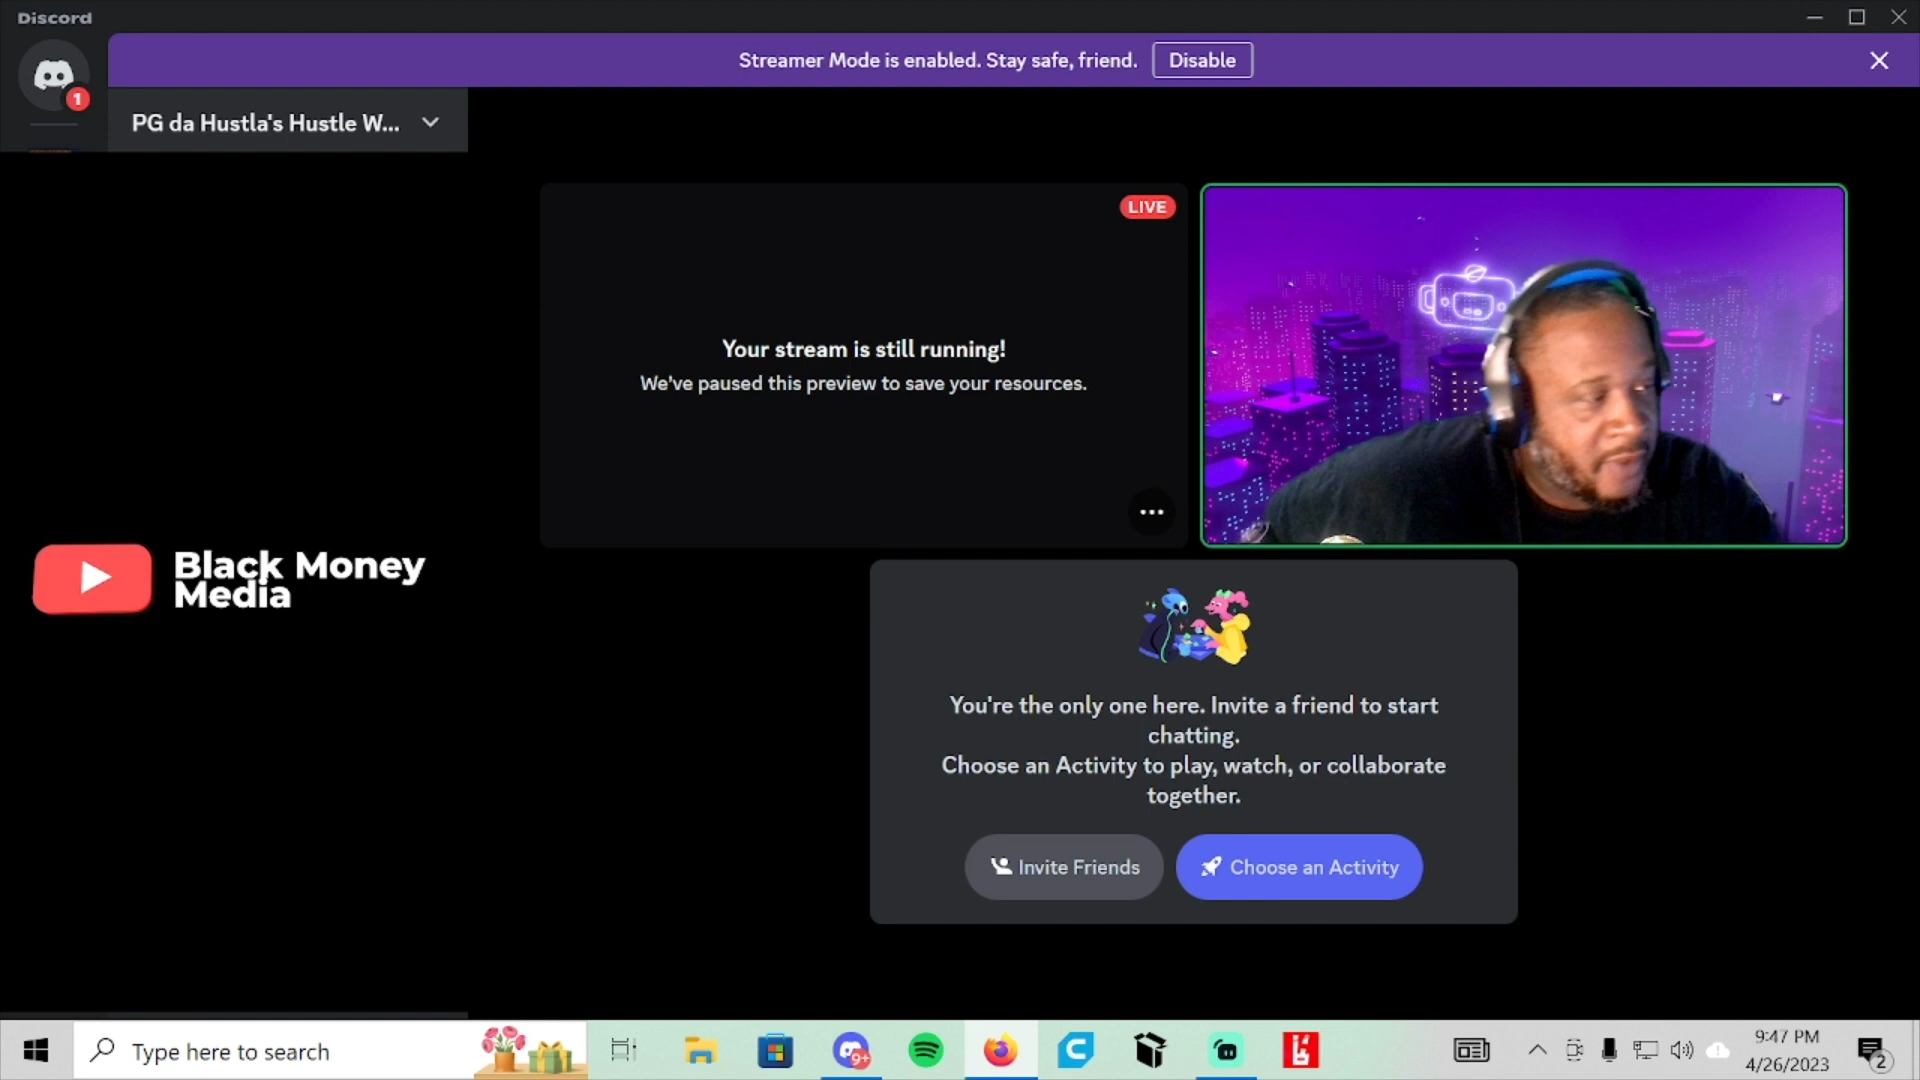 Discord
Streamer Mode is enabled. Stay safe, friend.
Disable
1
PG da Hustla's Hustle W...
LIVE
Your stream is still running!
We've paused this preview to save your resources.
Black Money
Media
You're the only one here. Invite a friend to start
chatting.
Choose an Activity to play, watch, or collaborate
together.
Invite Friends
Choose an Activity
Type here to search
9+
9:47 PM
4/26/2023
2